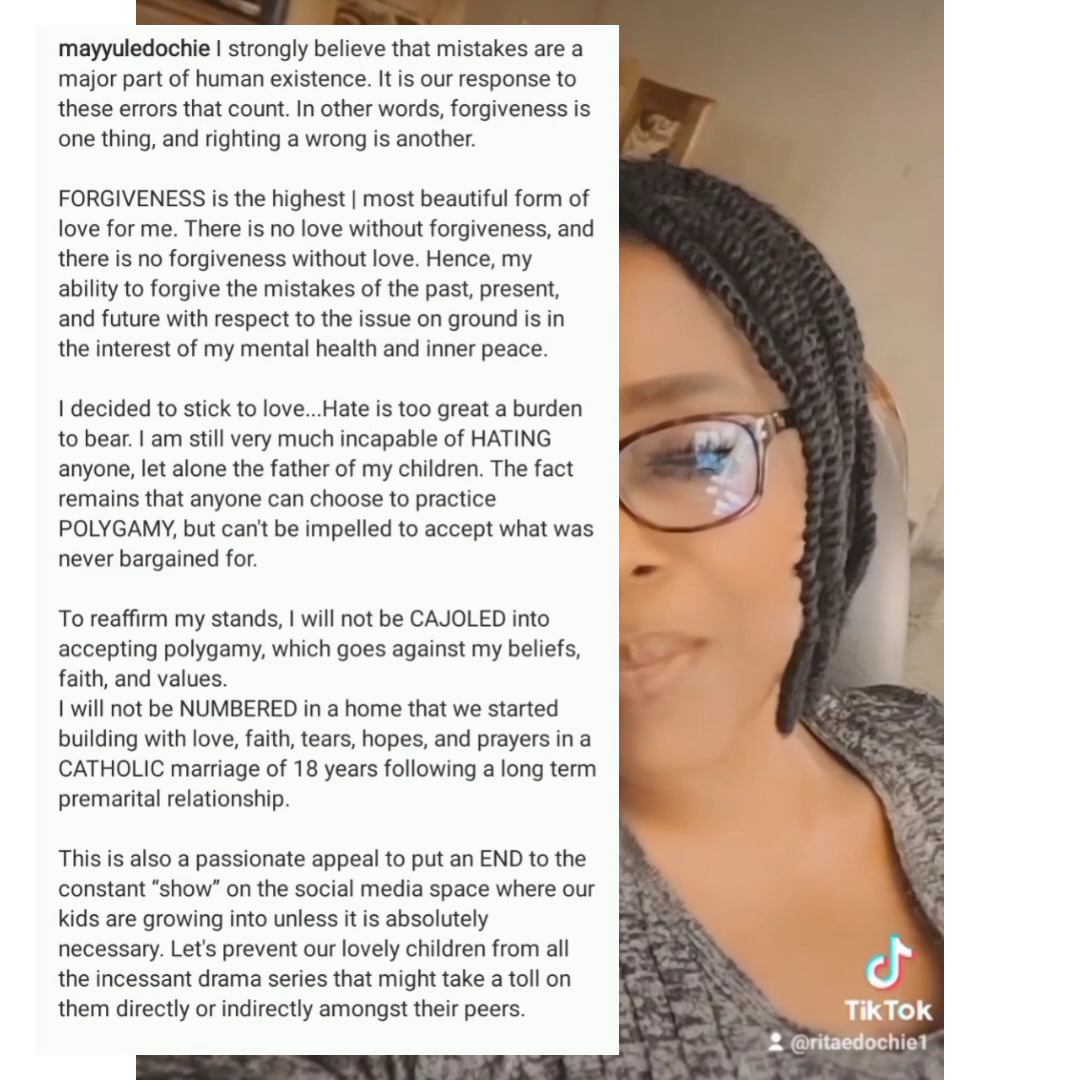 mayyuledochie I strongly believe that mistakes are a
major part of human existence. It is our response to
these errors that count. In other words, forgiveness is
one thing, and righting a wrong is another.
FORGIVENESS is the highest | most beautiful form of
love for me. There is no love without forgiveness, and
there is no forgiveness without love. Hence, my
ability to forgive the mistakes of the past, present,
and future with respect to the issue on ground is in
the interest of my mental health and inner peace.
I decided to stick to love...Hate is too great a burden
to bear. I am still very much incapable of HATING
anyone, let alone the father of my children. The fact
remains that anyone can choose to practice
POLYGAMY, but can't be impelled to accept what was
never bargained for.
To reaffirm my stands, I will not be CAJOLED into
accepting polygamy, which goes against my beliefs,
faith, and values.
I will not be NUMBERED in a home that we started
building with love, faith, tears, hopes, and prayers in a
CATHOLIC marriage of 18 years following a long term
premarital relationship.
This is also a passionate appeal to put an END to the
constant "show" on the social media space where our
kids are growing into unless it is absolutely
necessary. Let's prevent our lovely children from all
the incessant drama series that might take a toll on
them directly or indirectly amongst their peers.
TikTok
@ritaedochie1